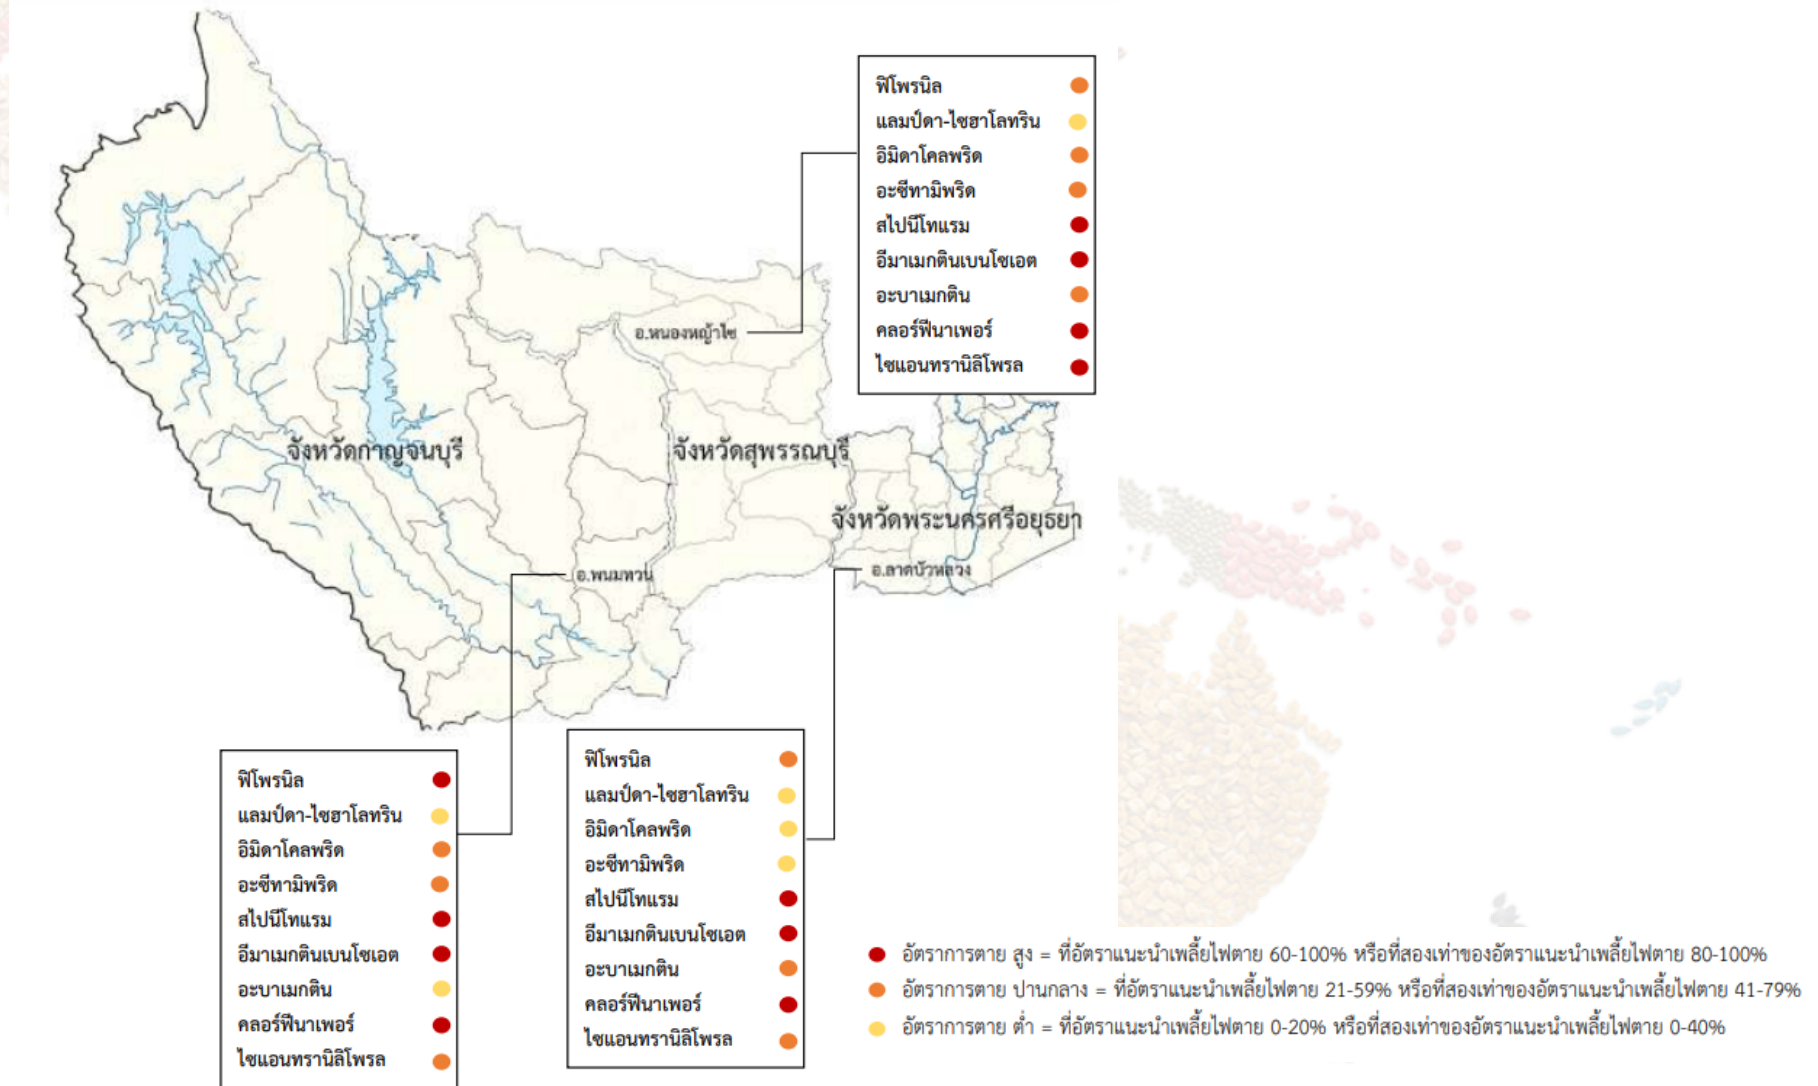 ฟิโพรนิล
แลมป์ดา-ไซฮาโลทริน
อิมิดาโคลพริด
อะซีทามิพริด
สไปนีโทแรม
อีมาเมกตินเบนโซเอต
อะบาเมกติน
คลอร์ฟีนาเพอร์
ไซแอนทรานิลิโพรล
อ.หนองหญ้าไซ
จังหวัดกาญจนบุรี
จังหวัดสุพรรณบุรี
จังหวัดพระนครศรีอยุธยา
อ.พนมทวน
อ.ลาดบัวหลวง
ฟิโพรนิล
แลมป์ดา-ไซฮาโลทริน
อิมิดาโคลพริด
อะซีทามิพริด
สไปนีโทแรม
อีมาเมกตินเบนโซเอต
อะบาเมกติน
คลอร์ฟีนาเพอร์
ไซแอนทรานิลิโพรล
ฟิโพรนิล
แลมป์ดา-ไซฮาโลทริน
อิมิดาโคลพริด
อะซีทามิพริด
สไปนีโทแรม
อีมาเมกตินเบนโซเอต
อะบาเมกติน
คลอร์ฟีนาเพอร์
ไซแอนทรานิลิโพรล
อัตราการตาย สูง = ที่อัตราแนะนำเพลี้ยไฟตาย 60-100% หรือที่สองเท่าของอัตราแนะนำเพลี้ยไฟตาย 80-100%
อัตราการตาย ปานกลาง = ที่อัตราแนะนำเพลี้ยไฟตาย 21-59% หรือที่สองเท่าของอัตราแนะนำเพลี้ยไฟตาย 41-79%
อัตราการตาย ต่ำ = ที่อัตราแนะนำเพลี้ยไฟตาย 0-20% หรือที่สองเท่าของอัตราแนะนำเพลี้ยไฟตาย 0-40%